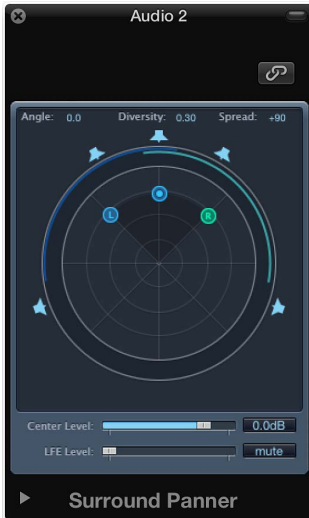 Audio 2
Angle: 0.0 Diversity: 0.30 Spread: +90
L
R
Center Level: 0.0dB
LFE Level: mute
Surround Panner